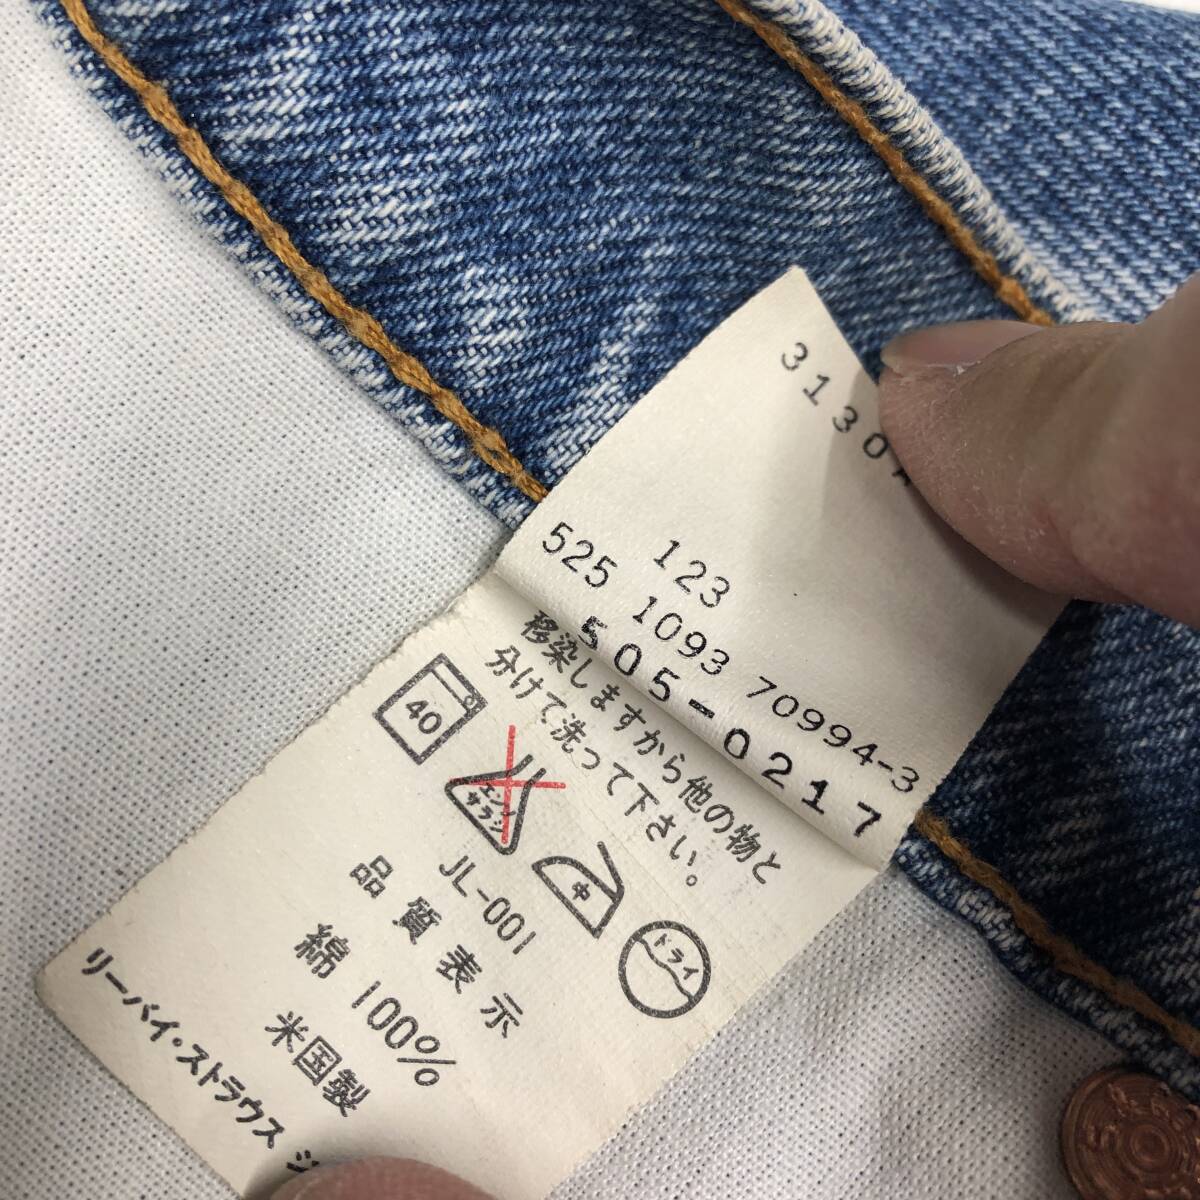 3130
123
525 1093 70994-3
505-0217
移染しますから他の物と
分けて洗って下さい。
40
エンソ
サラシ
中
ドライ
JL-001
品質表示
綿 100%
米国製
リーバイ・ストラウス